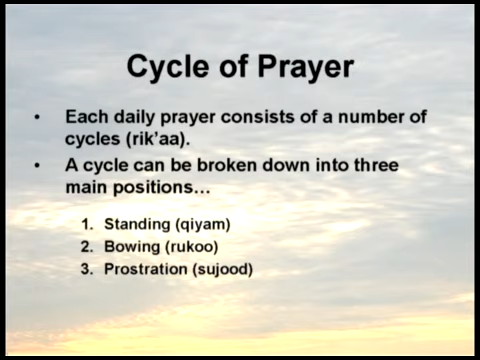 Cycle of Prayer
• Each daily prayer consists of a number of
cycles (rik'aa).
• A cycle can be broken down into three
main positions…
1. Standing (qiyam)
2. Bowing (rukoo)
3. Prostration (sujood)